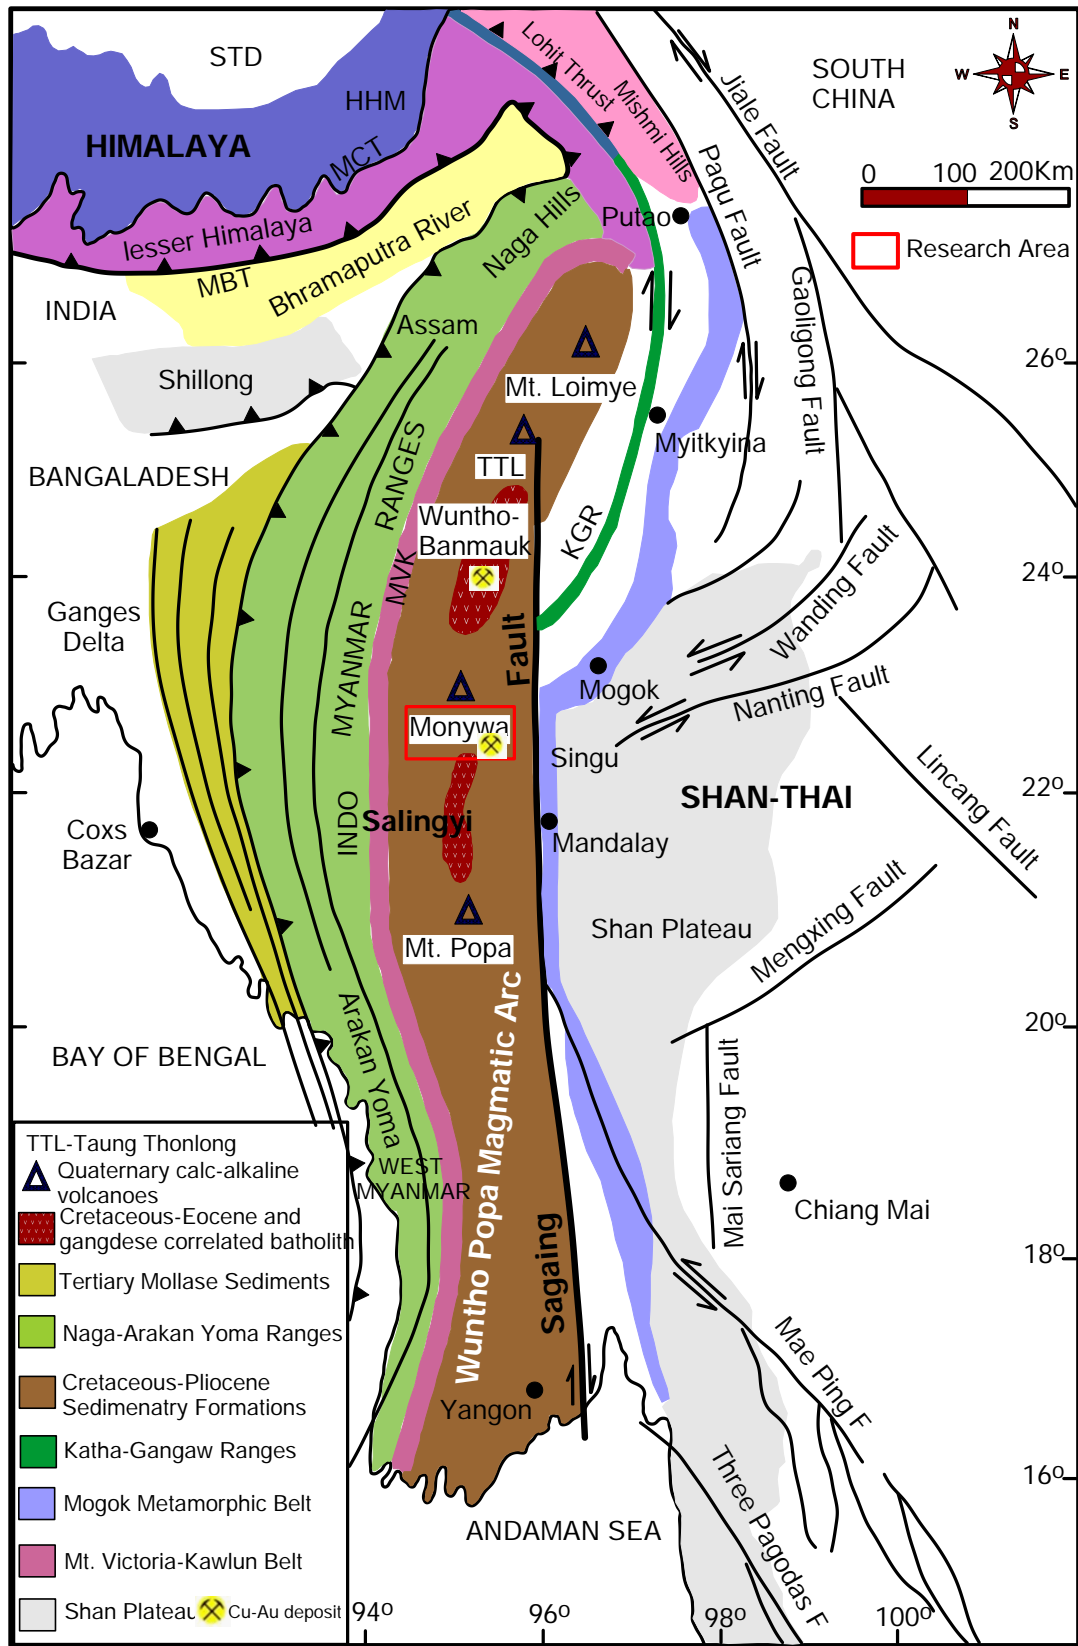 STD
HHM
HIMALAYA
MCT
lesser Himalaya
MBT
Bhramaputra River
Lohit Thrust
Mishmi Hills
Jiale Fault
SOUTH
CHINA
N
W
E
S
0 100 200Km
Research Area
Paqu Fault
Putao
Naga Hills
INDIA
Assam
Shillong
Gaoligong Fault
26º
Mt. Loimye
Myitkyina
BANGALADESH
TTL
Wuntho-
Banmauk
KGR
24º
Ganges
Delta
INDO MYANMAR RANGES
MVK
Wanding Fault
Nanting Fault
Mogok
Monywa
Singu
SHAN-THAI
Lincang Fault
22º
Coxs
Bazar
Salingyi
Mandalay
Shan Plateau
Mengxing Fault
Mt. Popa
20º
BAY OF BENGAL
Arakan Yoma
WEST
MYANMAR
Wuntho Popa Magmatic Arc
Sagaing Fault
Mai Sariang Fault
Chiang Mai
18º
Mae Ping F
Yangon
Three Pagodas F
16º
ANDAMAN SEA
94º
96º
98º
100º
TTL-Taung Thonlong
Quaternary calc-alkaline
volcanoes
Cretaceous-Eocene and
gangdese correlated batholith
Tertiary Mollase Sediments
Naga-Arakan Yoma Ranges
Cretaceous-Pliocene
Sedimenatry Formations
Katha-Gangaw Ranges
Mogok Metamorphic Belt
Mt. Victoria-Kawlun Belt
Shan Plateau
Cu-Au deposit